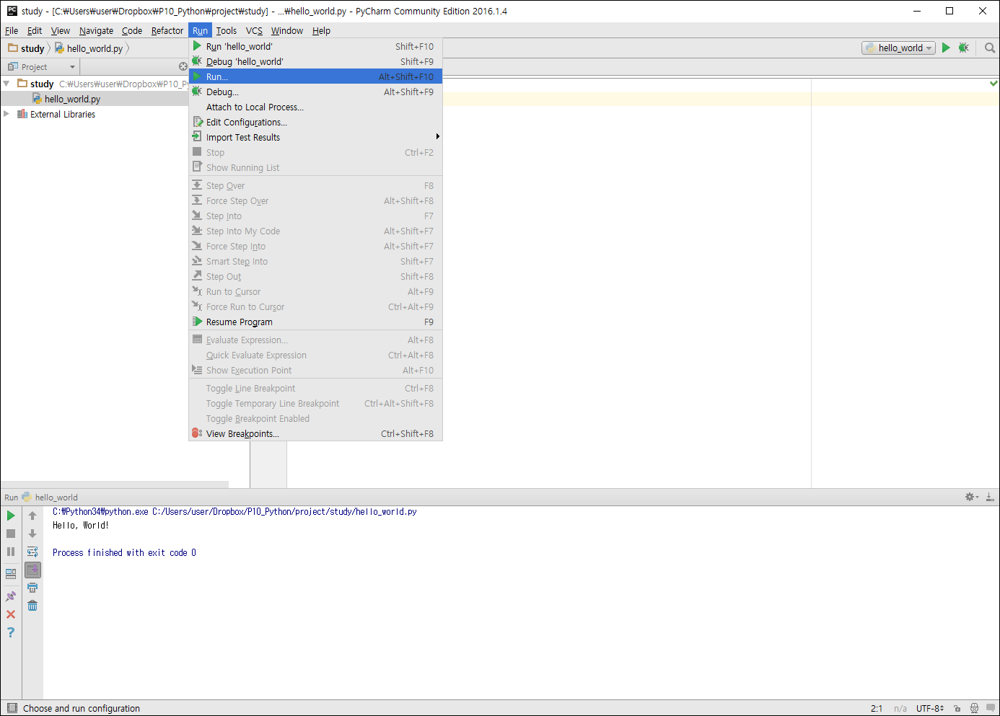 study - [C:₩Users₩user₩Dropbox₩P10_Python₩project₩study] - ...₩hello_world.py - PyCharm Community Edition 2016.1.4
File Edit View Navigate Code Refactor Run Tools VCS Window Help
study hello_world.py
hello_world
Project
study C:₩Users₩user₩Dropbox₩P10_Py
hello_world.py
External Libraries
Run 'hello_world' Shift+F10
Debug 'hello_world' Shift+F9
Run... Alt+Shift+F10
Debug... Alt+Shift+F9
Attach to Local Process...
Edit Configurations...
Import Test Results
Stop Ctrl+F2
Show Running List
Step Over F8
Force Step Over Alt+Shift+F8
Step Into F7
Step Into My Code Alt+Shift+F7
Force Step Into Alt+Shift+F7
Smart Step Into Shift+F7
Step Out Shift+F8
Run to Cursor Alt+F9
Force Run to Cursor Ctrl+Alt+F9
Resume Program F9
Evaluate Expression... Alt+F8
Quick Evaluate Expression Ctrl+Alt+F8
Show Execution Point Alt+F10
Toggle Line Breakpoint Ctrl+F8
Toggle Temporary Line Breakpoint Ctrl+Alt+Shift+F8
Toggle Breakpoint Enabled
View Breakpoints... Ctrl+Shift+F8
Run hello_world
C:₩Python34₩python.exe C:/Users/user/Dropbox/P10_Python/project/study/hello_world.py
Hello, World!
Process finished with exit code 0
Choose and run configuration
2:1 n/a UTF-8